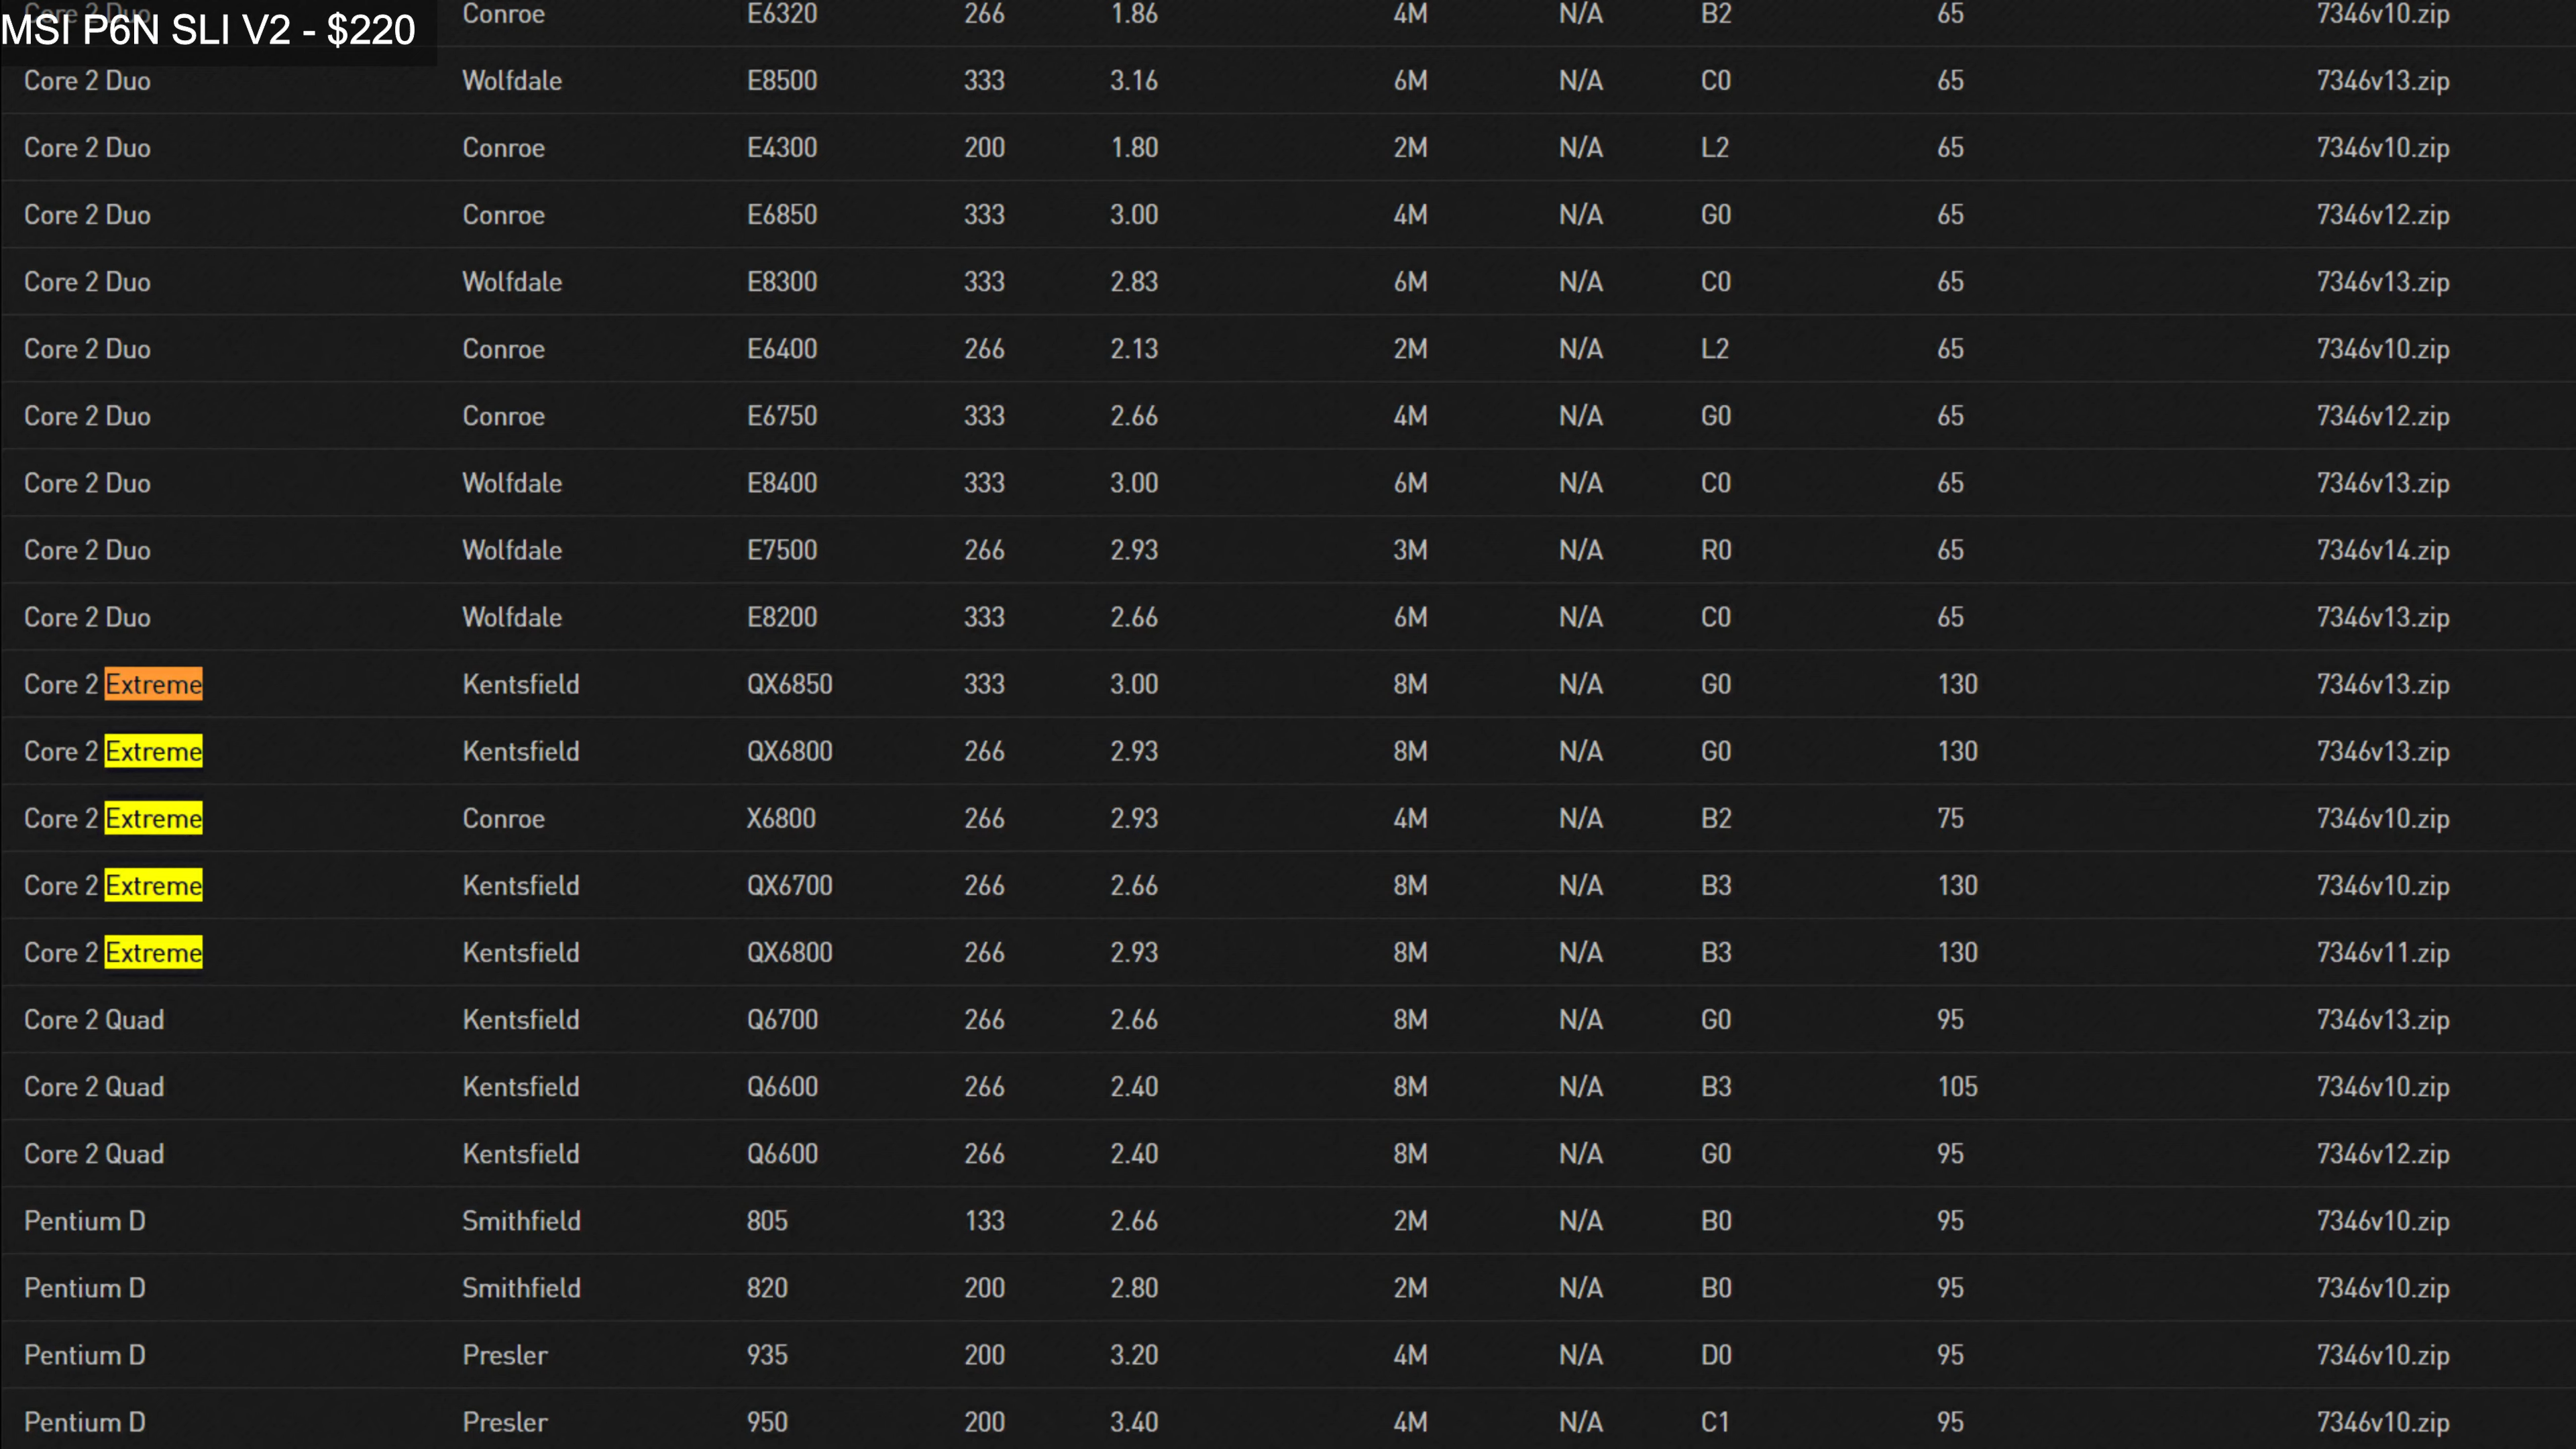 MSI P6N SLI V2 - $220
Core 2 Duo Conroe E6320 266 1.86 4M N/A B2 65 7346v10.zip
Core 2 Duo Wolfdale E8500 333 3.16 6M N/A C0 65 7346v13.zip
Core 2 Duo Conroe E4300 200 1.80 2M N/A L2 65 7346v10.zip
Core 2 Duo Conroe E6850 333 3.00 4M N/A G0 65 7346v12.zip
Core 2 Duo Wolfdale E8300 333 2.83 6M N/A C0 65 7346v13.zip
Core 2 Duo Conroe E6400 266 2.13 2M N/A L2 65 7346v10.zip
Core 2 Duo Conroe E6750 333 2.66 4M N/A G0 65 7346v12.zip
Core 2 Duo Wolfdale E8400 333 3.00 6M N/A C0 65 7346v13.zip
Core 2 Duo Wolfdale E7500 266 2.93 3M N/A R0 65 7346v14.zip
Core 2 Duo Wolfdale E8200 333 2.66 6M N/A C0 65 7346v13.zip
Core 2 Extreme Kentsfield QX6850 333 3.00 8M N/A G0 130 7346v13.zip
Core 2 Extreme Kentsfield QX6800 266 2.93 8M N/A G0 130 7346v13.zip
Core 2 Extreme Conroe X6800 266 2.93 4M N/A B2 75 7346v10.zip
Core 2 Extreme Kentsfield QX6700 266 2.66 8M N/A B3 130 7346v10.zip
Core 2 Extreme Kentsfield QX6800 266 2.93 8M N/A B3 130 7346v11.zip
Core 2 Quad Kentsfield Q6700 266 2.66 8M N/A G0 95 7346v13.zip
Core 2 Quad Kentsfield Q6600 266 2.40 8M N/A B3 105 7346v10.zip
Core 2 Quad Kentsfield Q6600 266 2.40 8M N/A G0 95 7346v12.zip
Pentium D Smithfield 805 133 2.66 2M N/A B0 95 7346v10.zip
Pentium D Smithfield 820 200 2.80 2M N/A B0 95 7346v10.zip
Pentium D Presler 935 200 3.20 4M N/A D0 95 7346v10.zip
Pentium D Presler 950 200 3.40 4M N/A C1 95 7346v10.zip